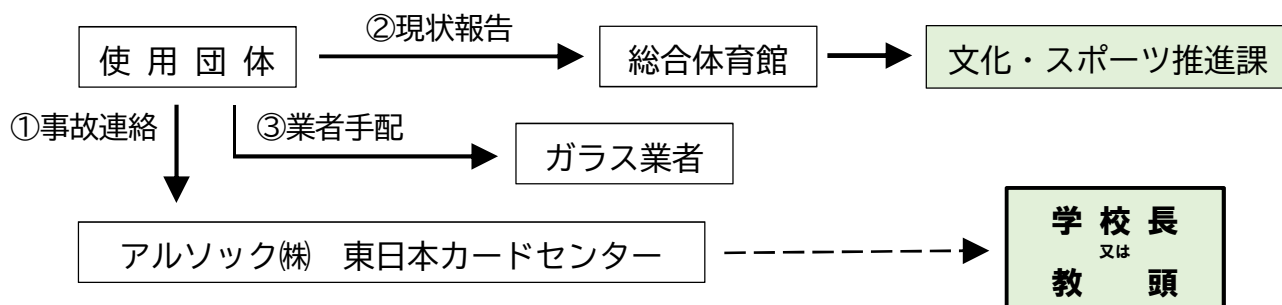 ②現状報告
使用団体
総合体育館
文化・スポーツ推進課
①事故連絡
③業者手配
ガラス業者
アルソック㈱　東日本カードセンター
学校長
又は
教　頭